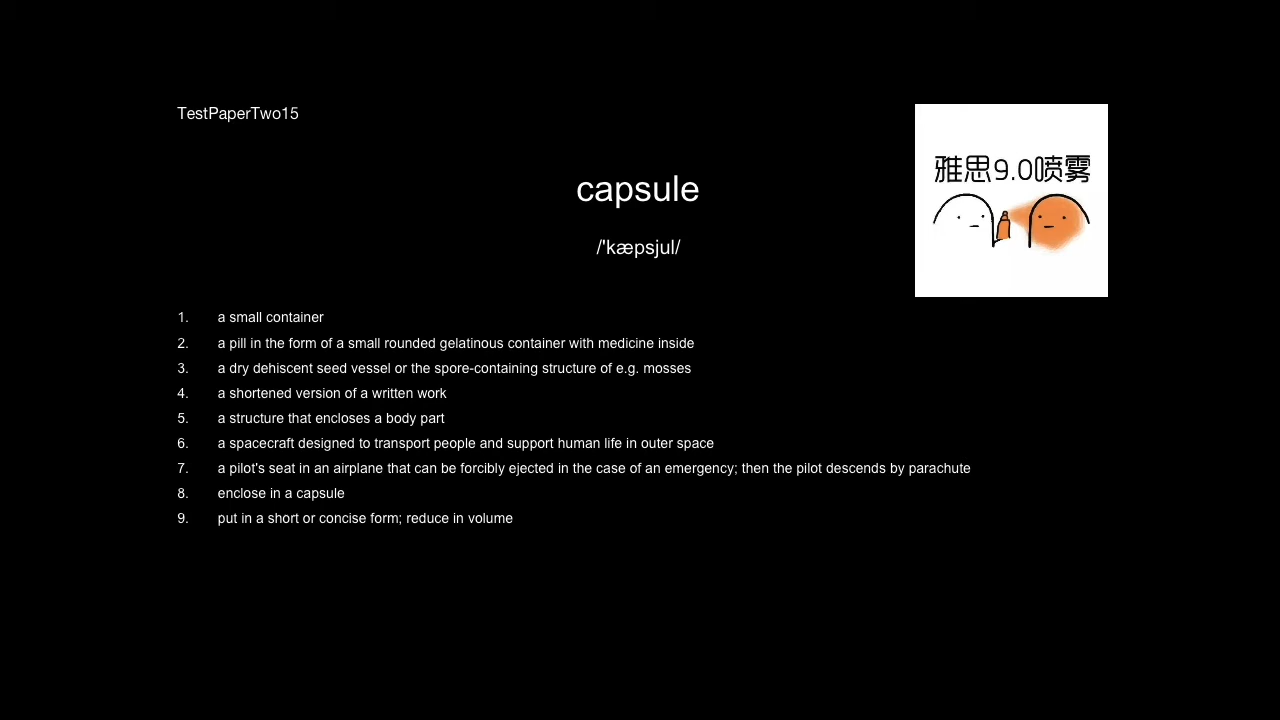 TestPaperTwo15
雅思9.0喷雾
capsule
/'kæpsjul/
1. a small container
2. a pill in the form of a small rounded gelatinous container with medicine inside
3. a dry dehiscent seed vessel or the spore-containing structure of e.g. mosses
4. a shortened version of a written work
5. a structure that encloses a body part
6. a spacecraft designed to transport people and support human life in outer space
7. a pilot's seat in an airplane that can be forcibly ejected in the case of an emergency; then the pilot descends by parachute
8. enclose in a capsule
9. put in a short or concise form; reduce in volume